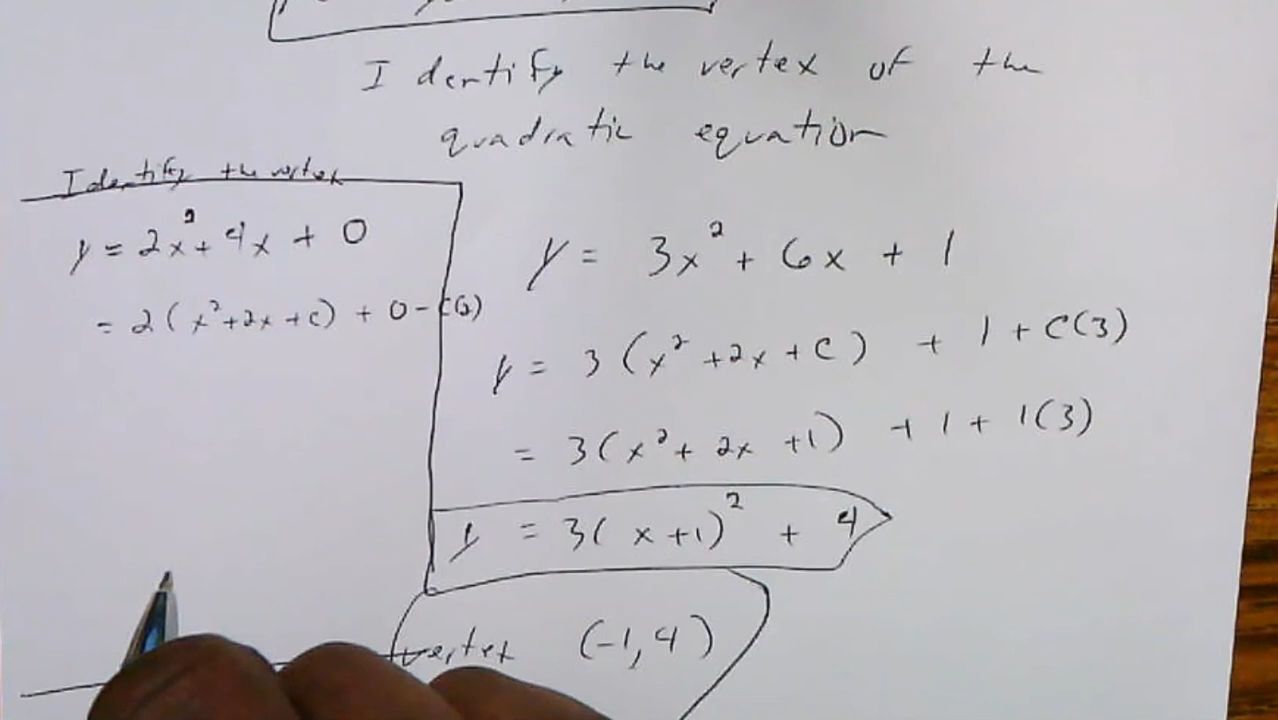 Identify the vertex of the
quadratic equation
Identify the vertex
y = 2x² + 4x + 0
= 2(x²+2x+c) + 0 - c(2)
y = 3x² + 6x + 1
y = 3(x² + 2x + c) + 1 + c(3)
= 3(x² + 2x + 1) + 1 + 1(3)
y = 3(x+1)² + 4
vertex (-1,4)